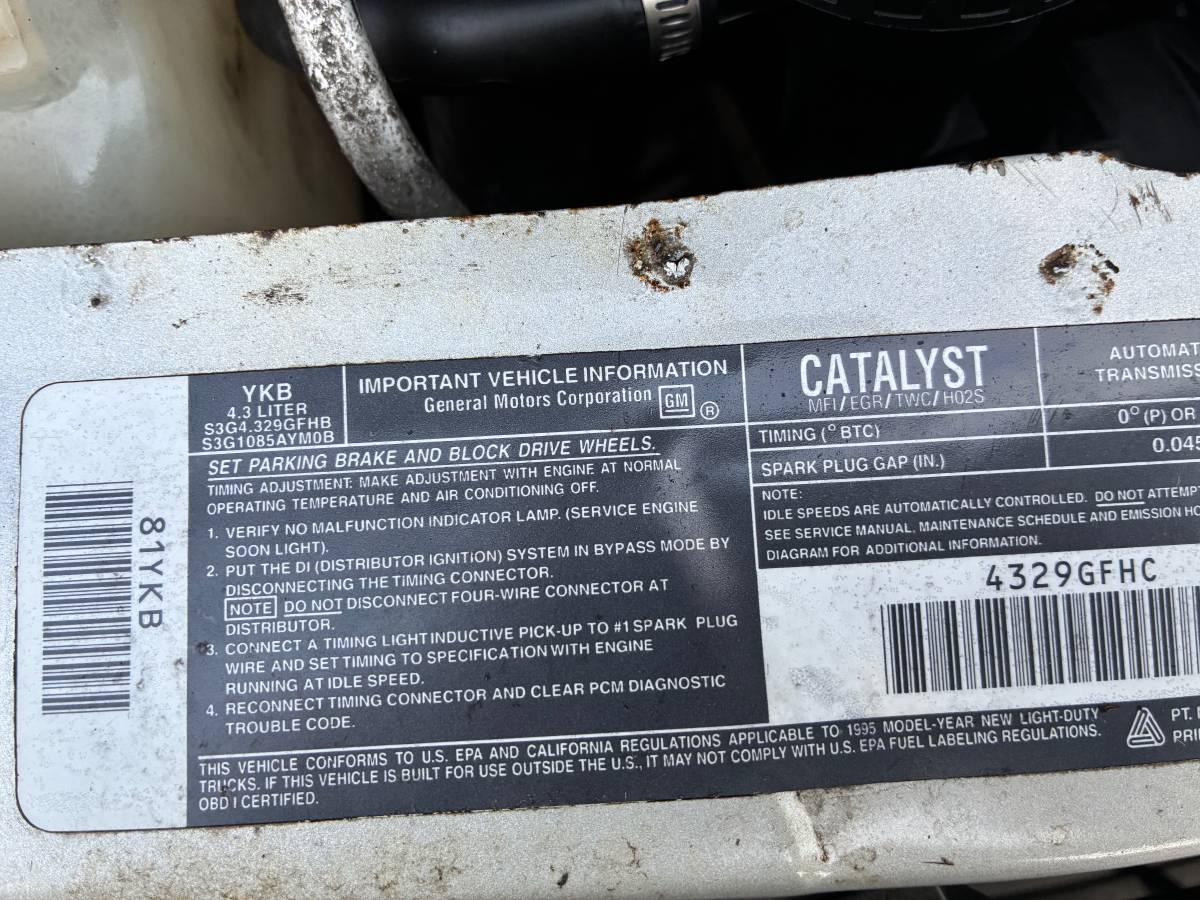 YKB
4.3 LITER
S3G4.329GFHB
S3G1085AYM0B
IMPORTANT VEHICLE INFORMATION
General Motors Corporation GM ®
SET PARKING BRAKE AND BLOCK DRIVE WHEELS.
TIMING ADJUSTMENT: MAKE ADJUSTMENT WITH ENGINE AT NORMAL
OPERATING TEMPERATURE AND AIR CONDITIONING OFF.
1. VERIFY NO MALFUNCTION INDICATOR LAMP. (SERVICE ENGINE
SOON LIGHT).
2. PUT THE DI (DISTRIBUTOR IGNITION) SYSTEM IN BYPASS MODE BY
DISCONNECTING THE TIMING CONNECTOR.
NOTE DO NOT DISCONNECT FOUR-WIRE CONNECTOR AT
DISTRIBUTOR.
3. CONNECT A TIMING LIGHT INDUCTIVE PICK-UP TO #1 SPARK PLUG
WIRE AND SET TIMING TO SPECIFICATION WITH ENGINE
RUNNING AT IDLE SPEED.
4. RECONNECT TIMING CONNECTOR AND CLEAR PCM DIAGNOSTIC
TROUBLE CODE.
CATALYST
MFI/EGR/TWC/HO2S
AUTOMAT
TRANSMISS
TIMING (°BTC)
0° (P) OR
SPARK PLUG GAP (IN.)
0.045
NOTE:
IDLE SPEEDS ARE AUTOMATICALLY CONTROLLED. DO NOT ATTEMPT
SEE SERVICE MANUAL, MAINTENANCE SCHEDULE AND EMISSION HO
DIAGRAM FOR ADDITIONAL INFORMATION.
4329GFHC
81YKB
THIS VEHICLE CONFORMS TO U.S. EPA AND CALIFORNIA REGULATIONS APPLICABLE TO 1995 MODEL-YEAR NEW LIGHT-DUTY
TRUCKS. IF THIS VEHICLE IS BUILT FOR USE OUTSIDE THE U.S., IT MAY NOT COMPLY WITH U.S. EPA FUEL LABELING REGULATIONS.
OBD I CERTIFIED.
PT.
PRI